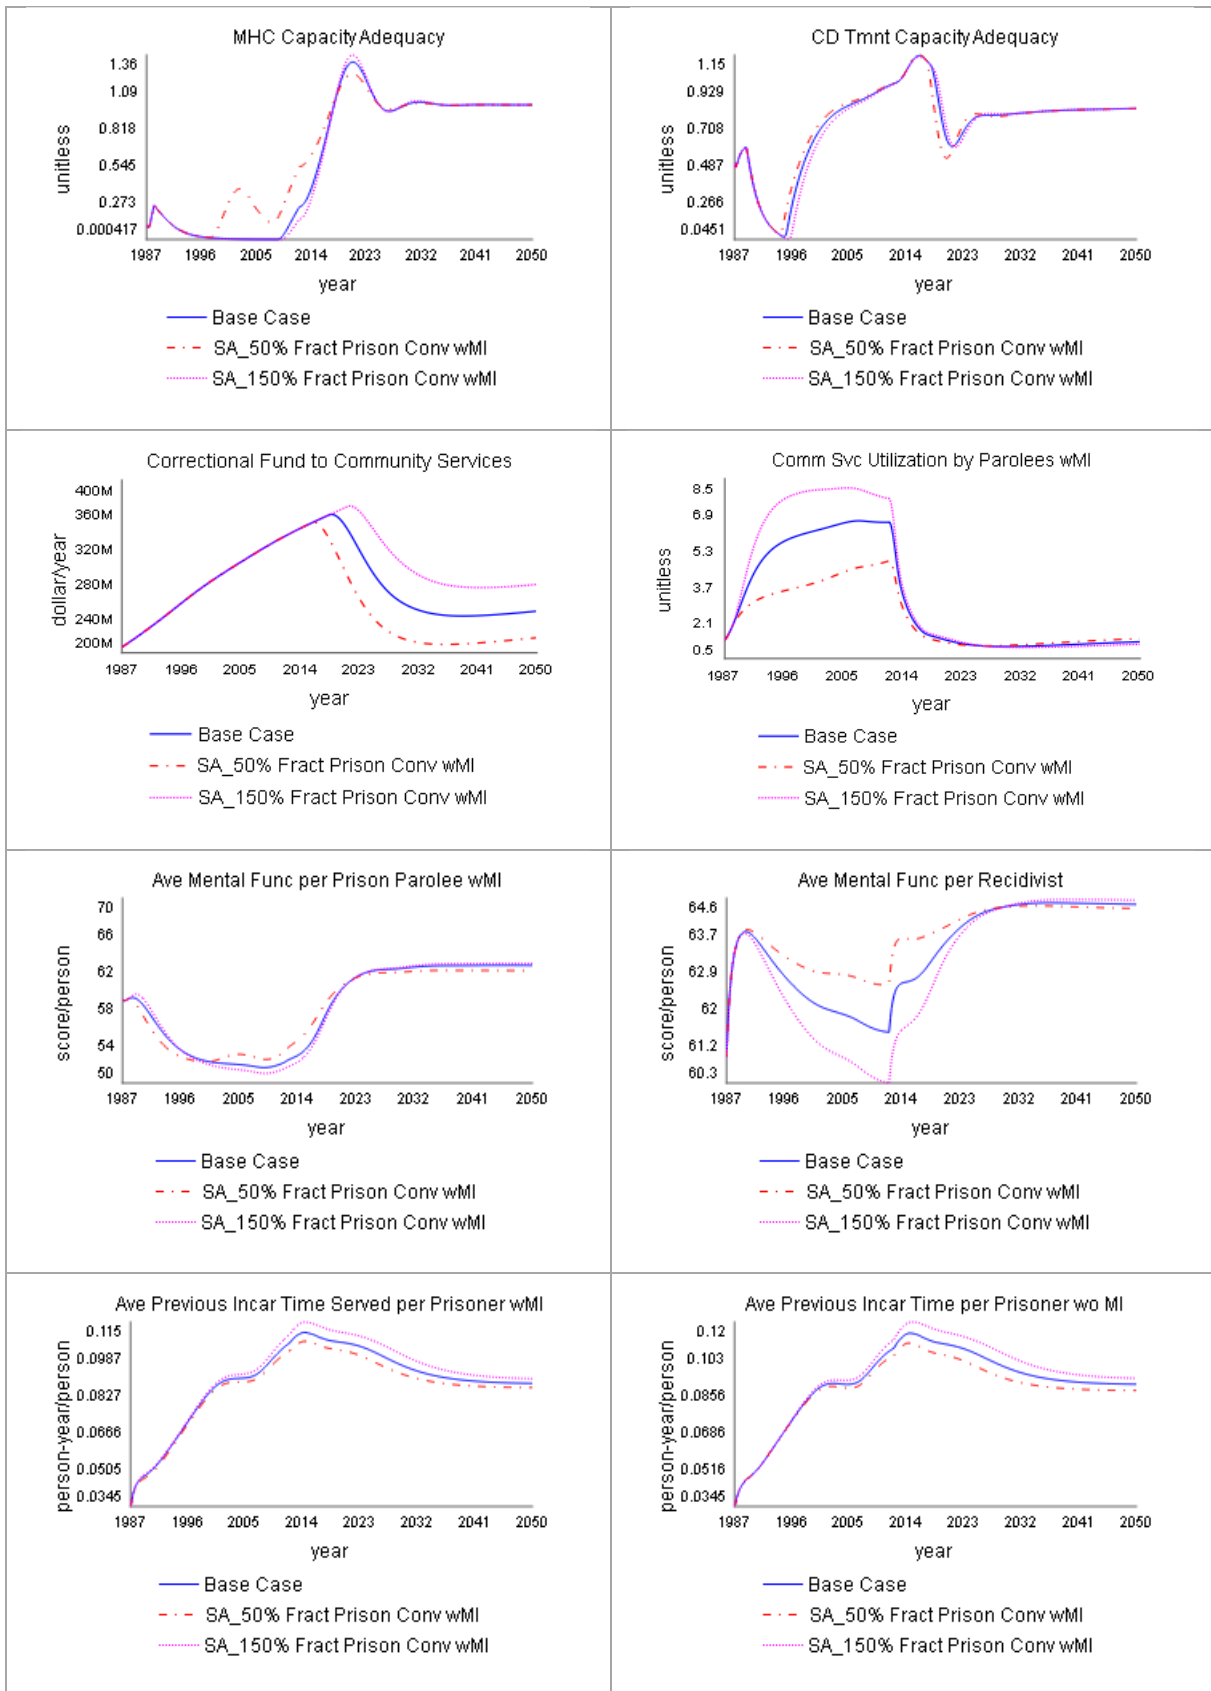 MHC Capacity Adequacy
1.36
1.09
0.818
0.545
0.273
0.000417
unitless
1987 1996 2005 2014 2023 2032 2041 2050
year
Base Case
SA_50% Fract Prison Conv wMI
SA_150% Fract Prison Conv wMI
CD Tmnt Capacity Adequacy
1.15
0.929
0.708
0.487
0.266
0.0451
unitless
1987 1996 2005 2014 2023 2032 2041 2050
year
Base Case
SA_50% Fract Prison Conv wMI
SA_150% Fract Prison Conv wMI
Correctional Fund to Community Services
400M
360M
320M
280M
240M
200M
dollar/year
1987 1996 2005 2014 2023 2032 2041 2050
year
Base Case
SA_50% Fract Prison Conv wMI
SA_150% Fract Prison Conv wMI
Comm Svc Utilization by Parolees wMI
8.5
6.9
5.3
3.7
2.1
0.5
unitless
1987 1996 2005 2014 2023 2032 2041 2050
year
Base Case
SA_50% Fract Prison Conv wMI
SA_150% Fract Prison Conv wMI
Ave Mental Func per Prison Parolee wMI
70
66
62
58
54
50
score/person
1987 1996 2005 2014 2023 2032 2041 2050
year
Base Case
SA_50% Fract Prison Conv wMI
SA_150% Fract Prison Conv wMI
Ave Mental Func per Recidivist
64.6
63.7
62.9
62
61.2
60.3
score/person
1987 1996 2005 2014 2023 2032 2041 2050
year
Base Case
SA_50% Fract Prison Conv wMI
SA_150% Fract Prison Conv wMI
Ave Previous Incar Time Served per Prisoner wMI
0.115
0.0987
0.0827
0.0666
0.0505
0.0345
person-year/person
1987 1996 2005 2014 2023 2032 2041 2050
year
Base Case
SA_50% Fract Prison Conv wMI
SA_150% Fract Prison Conv wMI
Ave Previous Incar Time per Prisoner wo MI
0.12
0.103
0.0856
0.0686
0.0516
0.0345
person-year/person
1987 1996 2005 2014 2023 2032 2041 2050
year
Base Case
SA_50% Fract Prison Conv wMI
SA_150% Fract Prison Conv wMI